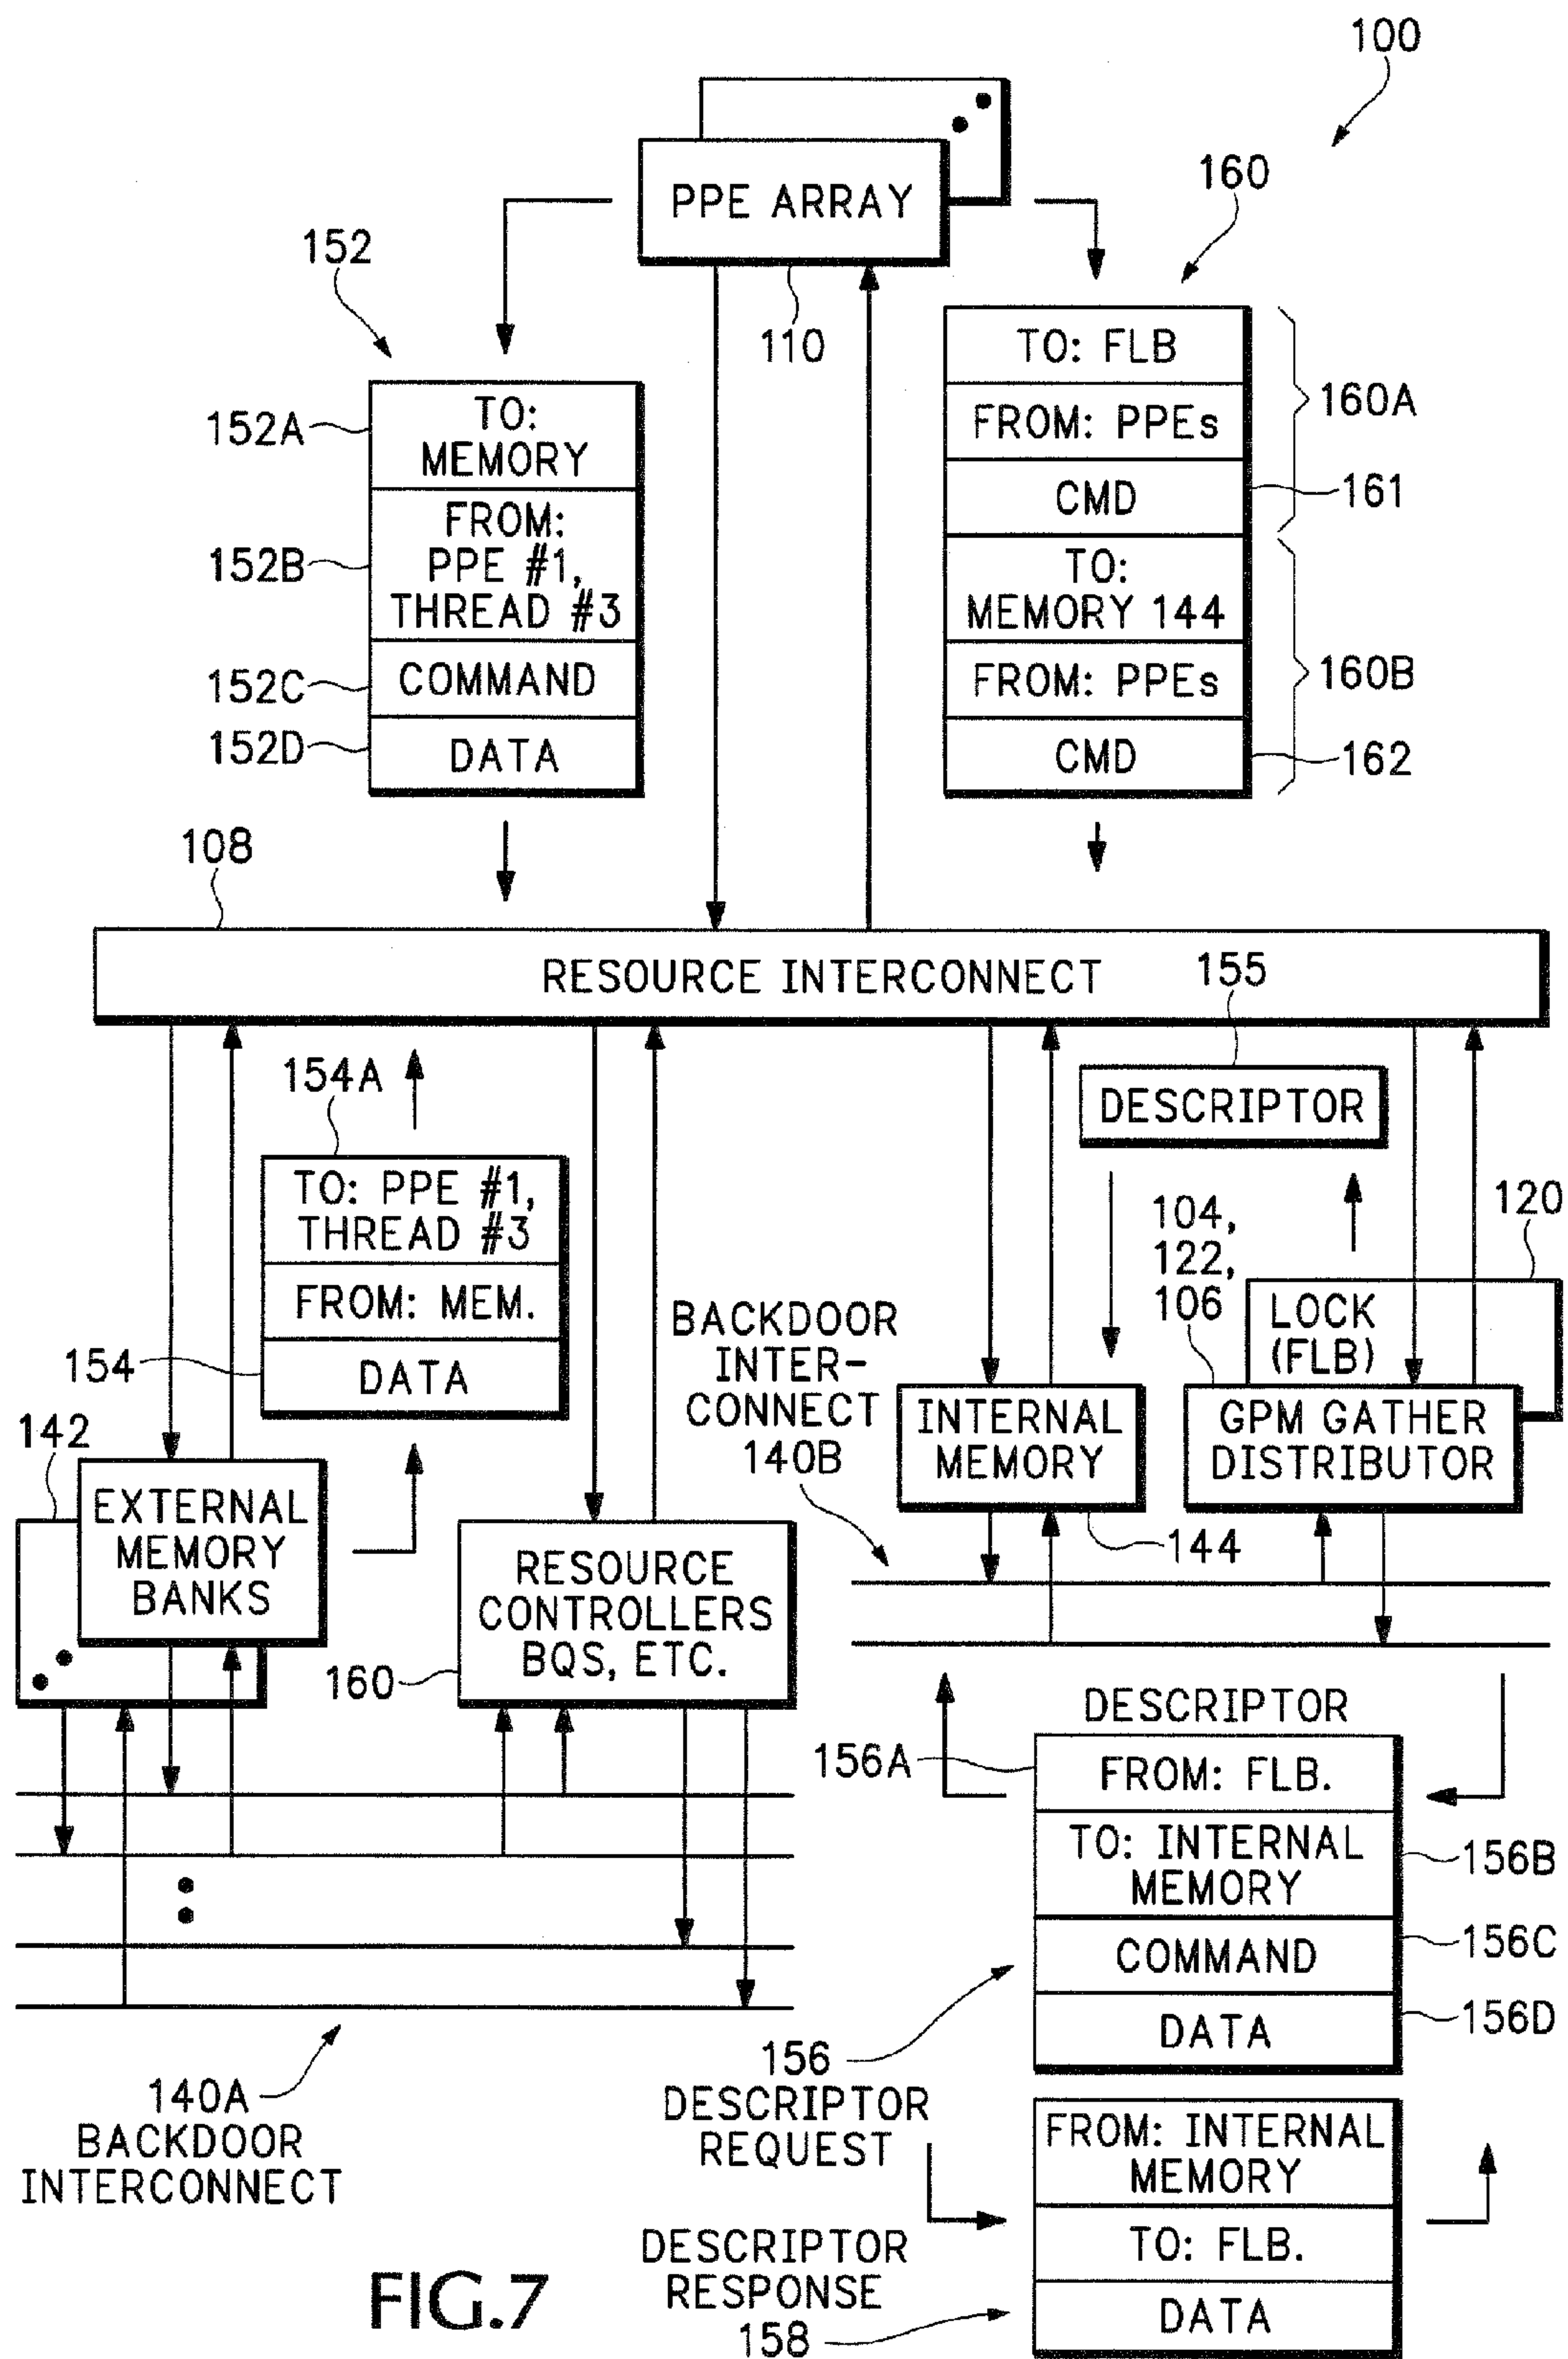 100
PPE ARRAY
110
152
152A
TO:
MEMORY
152B
FROM:
PPE #1,
THREAD #3
152C
COMMAND
152D
DATA
160
TO: FLB
FROM: PPEs
CMD
160A
161
TO:
MEMORY 144
FROM: PPEs
CMD
160B
162
108
RESOURCE INTERCONNECT
155
DESCRIPTOR
154A
TO: PPE #1,
THREAD #3
FROM: MEM.
154
DATA
104,
122,
106
120
LOCK
(FLB)
BACKDOOR
INTER-
CONNECT
140B
INTERNAL
MEMORY
144
GPM GATHER
DISTRIBUTOR
142
EXTERNAL
MEMORY
BANKS
RESOURCE
CONTROLLERS
BQS, ETC.
160
DESCRIPTOR
156A
FROM: FLB.
TO: INTERNAL
MEMORY
156B
COMMAND
156C
DATA
156D
156
DESCRIPTOR
REQUEST
140A
BACKDOOR
INTERCONNECT
FROM: INTERNAL
MEMORY
TO: FLB.
DATA
DESCRIPTOR
RESPONSE
158
FIG.7